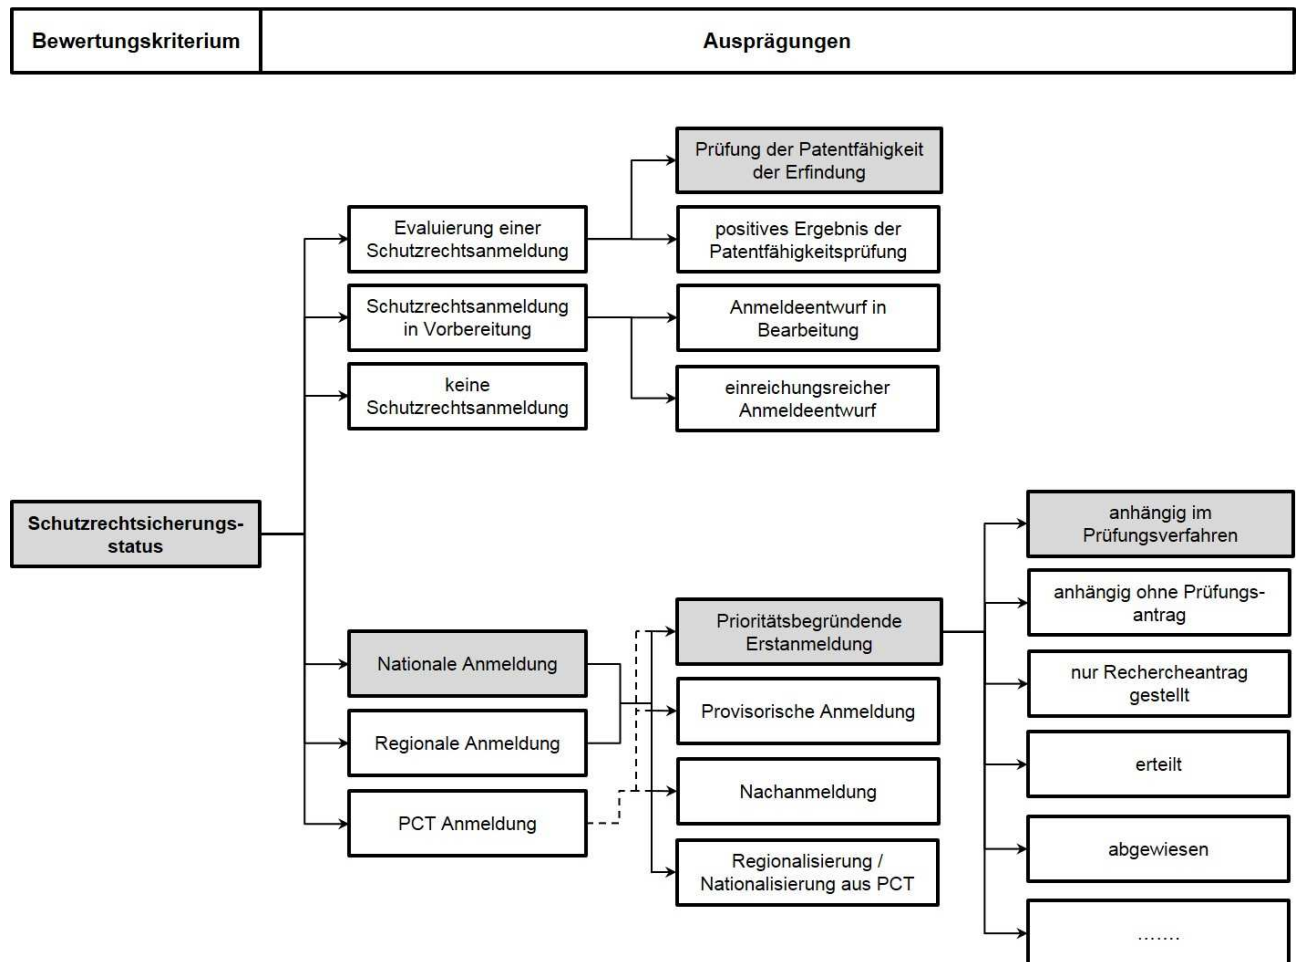 Bewertungskriterium
Ausprägungen
Prüfung der Patentfähigkeit
der Erfindung
Evaluierung einer
Schutzrechtsanmeldung
positives Ergebnis der
Patentfähigkeitsprüfung
Schutzrechtsanmeldung
in Vorbereitung
Anmeldeentwurf in
Bearbeitung
keine
Schutzrechtsanmeldung
einreichungsreicher
Anmeldeentwurf
Schutzrechtsicherungs-
status
anhängig im
Prüfungsverfahren
anhängig ohne Prüfungs-
antrag
Nationale Anmeldung
Prioritätsbegründende
Erstanmeldung
nur Rechercheantrag
gestellt
Regionale Anmeldung
Provisorische Anmeldung
erteilt
PCT Anmeldung
Nachanmeldung
abgewiesen
Regionalisierung /
Nationalisierung aus PCT
.......